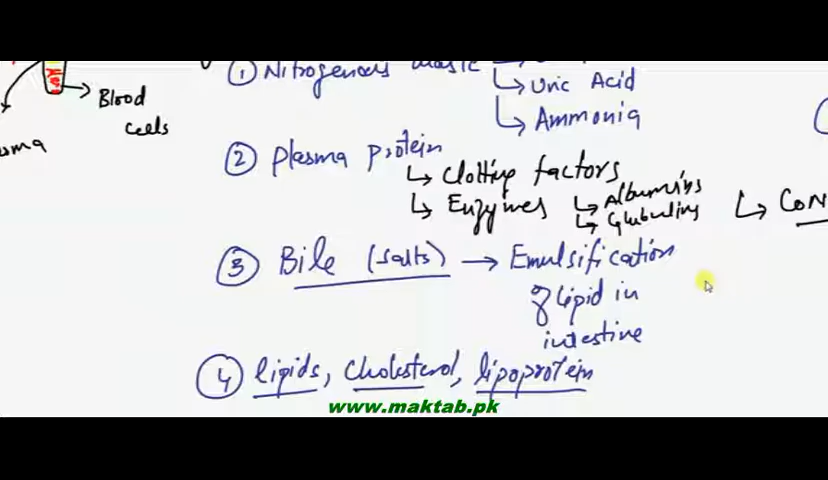 ① Nitrogenous waste
↳ Uric Acid
↳ Ammonia
Blood
cells
② Plasma protein
↳ Clotting factors
↳ Enzymes
↳ Albumins
↳ Globulins
③ Bile (salts) → Emulsification
of lipid in
intestine
④ lipids, cholesterol, lipoprotein
www.maktab.pk